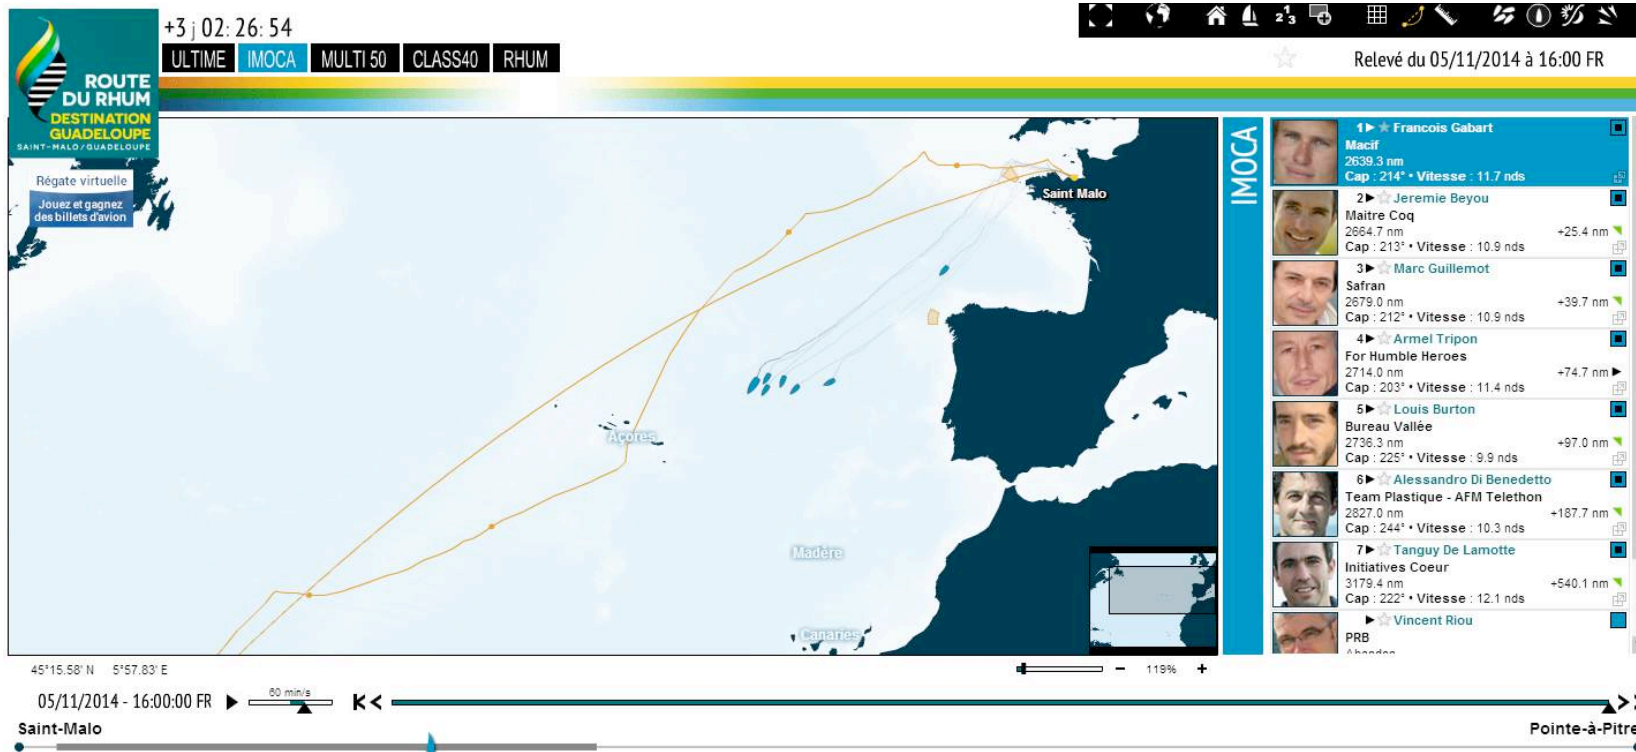 +3 j 02: 26: 54
ULTIME IMOCA MULTI 50 CLASS40 RHUM
Relevé du 05/11/2014 à 16:00 FR
ROUTE
DU RHUM
DESTINATION
GUADELOUPE
SAINT-MALO/GUADELOUPE
Régate virtuelle
Jouez et gagnez
des billets d'avion
Saint Malo
Açores
Madère
Canaries
IMOCA
1 Francois Gabart
Macif
2639.3 nm
Cap : 214° • Vitesse : 11.7 nds
2 Jeremie Beyou
Maitre Coq
2664.7 nm +25.4 nm
Cap : 213° • Vitesse : 10.9 nds
3 Marc Guillemot
Safran
2679.0 nm +39.7 nm
Cap : 212° • Vitesse : 10.9 nds
4 Armel Tripon
For Humble Heroes
2714.0 nm +74.7 nm
Cap : 203° • Vitesse : 11.4 nds
5 Louis Burton
Bureau Vallée
2736.3 nm +97.0 nm
Cap : 225° • Vitesse : 9.9 nds
6 Alessandro Di Benedetto
Team Plastique - AFM Telethon
2827.0 nm +187.7 nm
Cap : 244° • Vitesse : 10.3 nds
7 Tanguy De Lamotte
Initiatives Coeur
3179.4 nm +540.1 nm
Cap : 222° • Vitesse : 12.1 nds
Vincent Riou
PRB
Abandon
45°15.58' N 5°57.83' E
119%
05/11/2014 - 16:00:00 FR
60 min/s
Saint-Malo
Pointe-à-Pitre